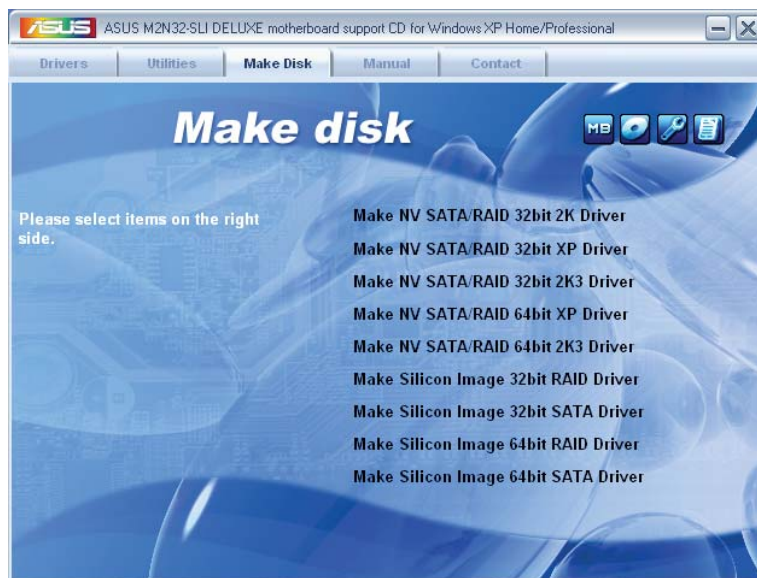 ASUS ASUS M2N32-SLI DELUXE motherboard support CD for Windows XP Home/Professional
Drivers Utilities Make Disk Manual Contact
Make disk
MB
Please select items on the right
side.
Make NV SATA/RAID 32bit 2K Driver
Make NV SATA/RAID 32bit XP Driver
Make NV SATA/RAID 32bit 2K3 Driver
Make NV SATA/RAID 64bit XP Driver
Make NV SATA/RAID 64bit 2K3 Driver
Make Silicon Image 32bit RAID Driver
Make Silicon Image 32bit SATA Driver
Make Silicon Image 64bit RAID Driver
Make Silicon Image 64bit SATA Driver